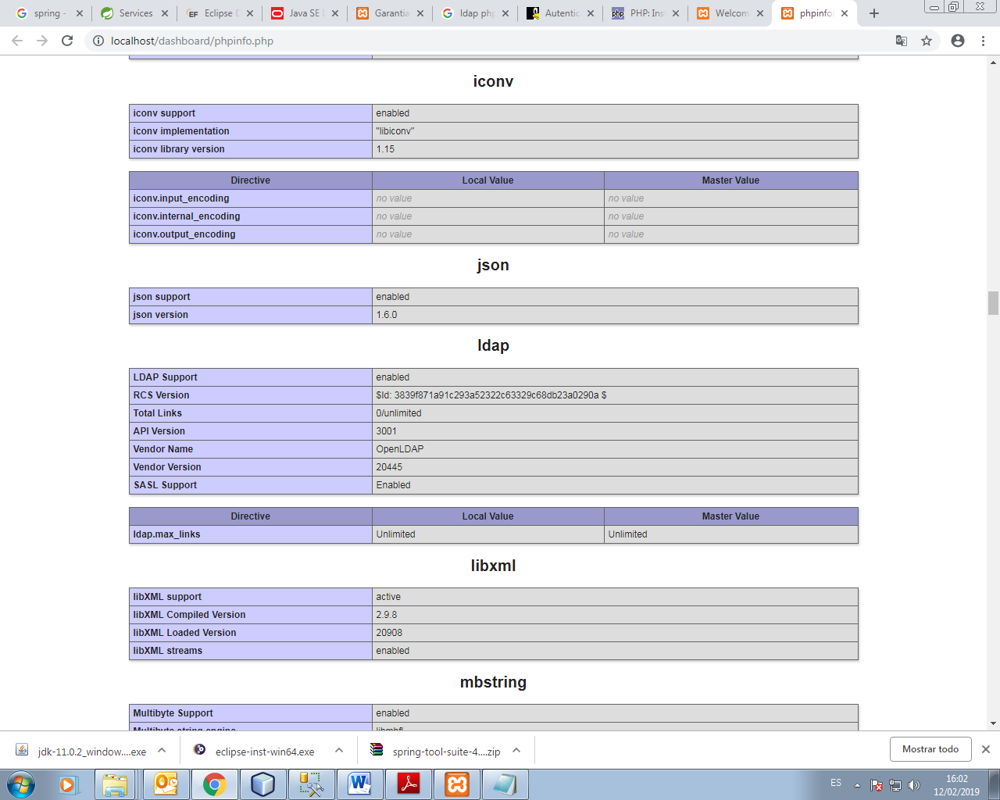 spring -
Services
Eclipse D
Java SE D
Garantia
ldap php
Autentic
PHP: Inst
Welcom
phpinfo(
localhost/dashboard/phpinfo.php
iconv
iconv support enabled
iconv implementation "libiconv"
iconv library version 1.15
Directive Local Value Master Value
iconv.input_encoding no value no value
iconv.internal_encoding no value no value
iconv.output_encoding no value no value
json
json support enabled
json version 1.6.0
ldap
LDAP Support enabled
RCS Version $Id: 3839f871a91c293a52322c63329c68db23a0290a $
Total Links 0/unlimited
API Version 3001
Vendor Name OpenLDAP
Vendor Version 20445
SASL Support Enabled
Directive Local Value Master Value
ldap.max_links Unlimited Unlimited
libxml
libXML support active
libXML Compiled Version 2.9.8
libXML Loaded Version 20908
libXML streams enabled
mbstring
Multibyte Support enabled
Multibyte string engine libmbfl
jdk-11.0.2_window....exe
eclipse-inst-win64.exe
spring-tool-suite-4....zip
Mostrar todo
ES
16:02
12/02/2019